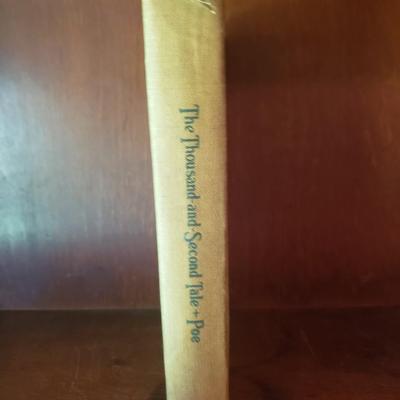 The Thousand-and-Second Tale + Poe